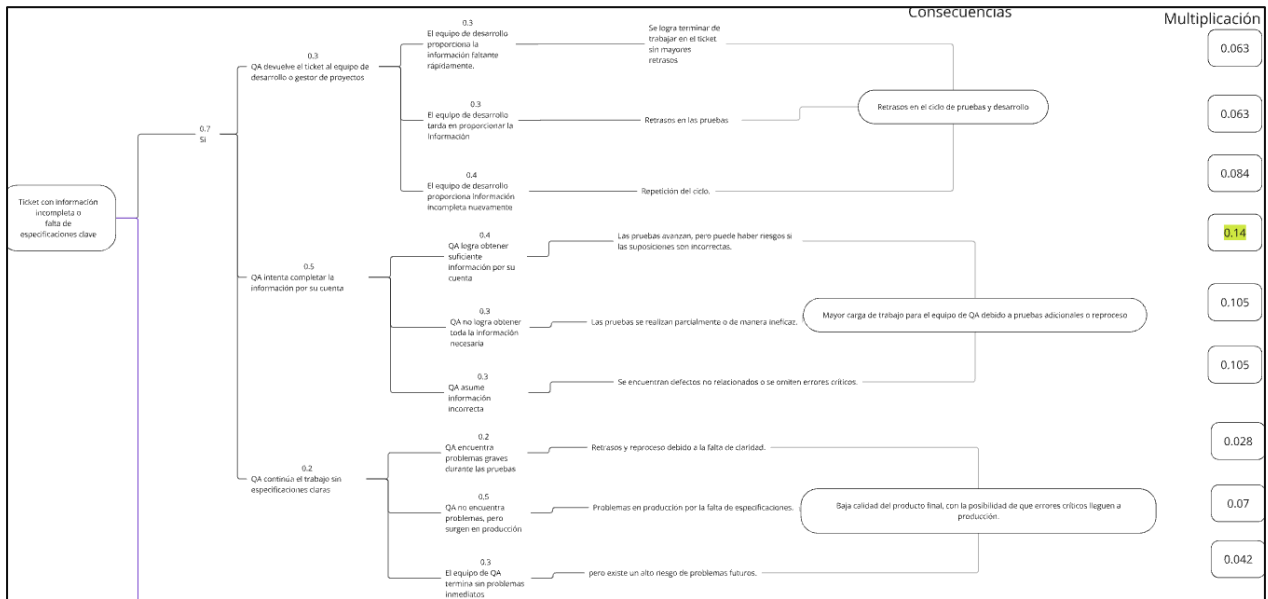 Consecuencias
Multiplicación
Ticket con información
incompleta o
falta de
especificaciones clave
0.7
Si
0.3
QA devuelve el ticket al equipo de
desarrollo o gestor de proyectos
0.3
El equipo de desarrollo
proporciona la
información faltante
rápidamente.
Se logra terminar de
trabajar en el ticket
sin mayores
retrasos
0.063
0.3
El equipo de desarrollo
tarda en proporcionar la
información
Retrasos en las pruebas
Retrasos en el ciclo de pruebas y desarrollo
0.063
0.4
El equipo de desarrollo
proporciona información
incompleta nuevamente
Repetición del ciclo.
0.084
0.5
QA intenta completar la
información por su cuenta
0.4
QA logra obtener
suficiente
información por su
cuenta
Las pruebas avanzan, pero puede haber riesgos si
las suposiciones son incorrectas.
0.14
0.3
QA no logra obtener
toda la información
necesaria
Las pruebas se realizan parcialmente o de manera ineficaz.
Mayor carga de trabajo para el equipo de QA debido a pruebas adicionales o reproceso
0.105
0.3
QA asume
información
incorrecta
Se encuentran defectos no relacionados o se omiten errores críticos.
0.105
0.2
QA continúa el trabajo sin
especificaciones claras
0.2
QA encuentra
problemas graves
durante las pruebas
Retrasos y reproceso debido a la falta de claridad.
0.028
0.5
QA no encuentra
problemas, pero
surgen en producción
Problemas en producción por la falta de especificaciones.
Baja calidad del producto final, con la posibilidad de que errores críticos lleguen a
producción.
0.07
0.3
El equipo de QA
termina sin problemas
inmediatos
pero existe un alto riesgo de problemas futuros.
0.042